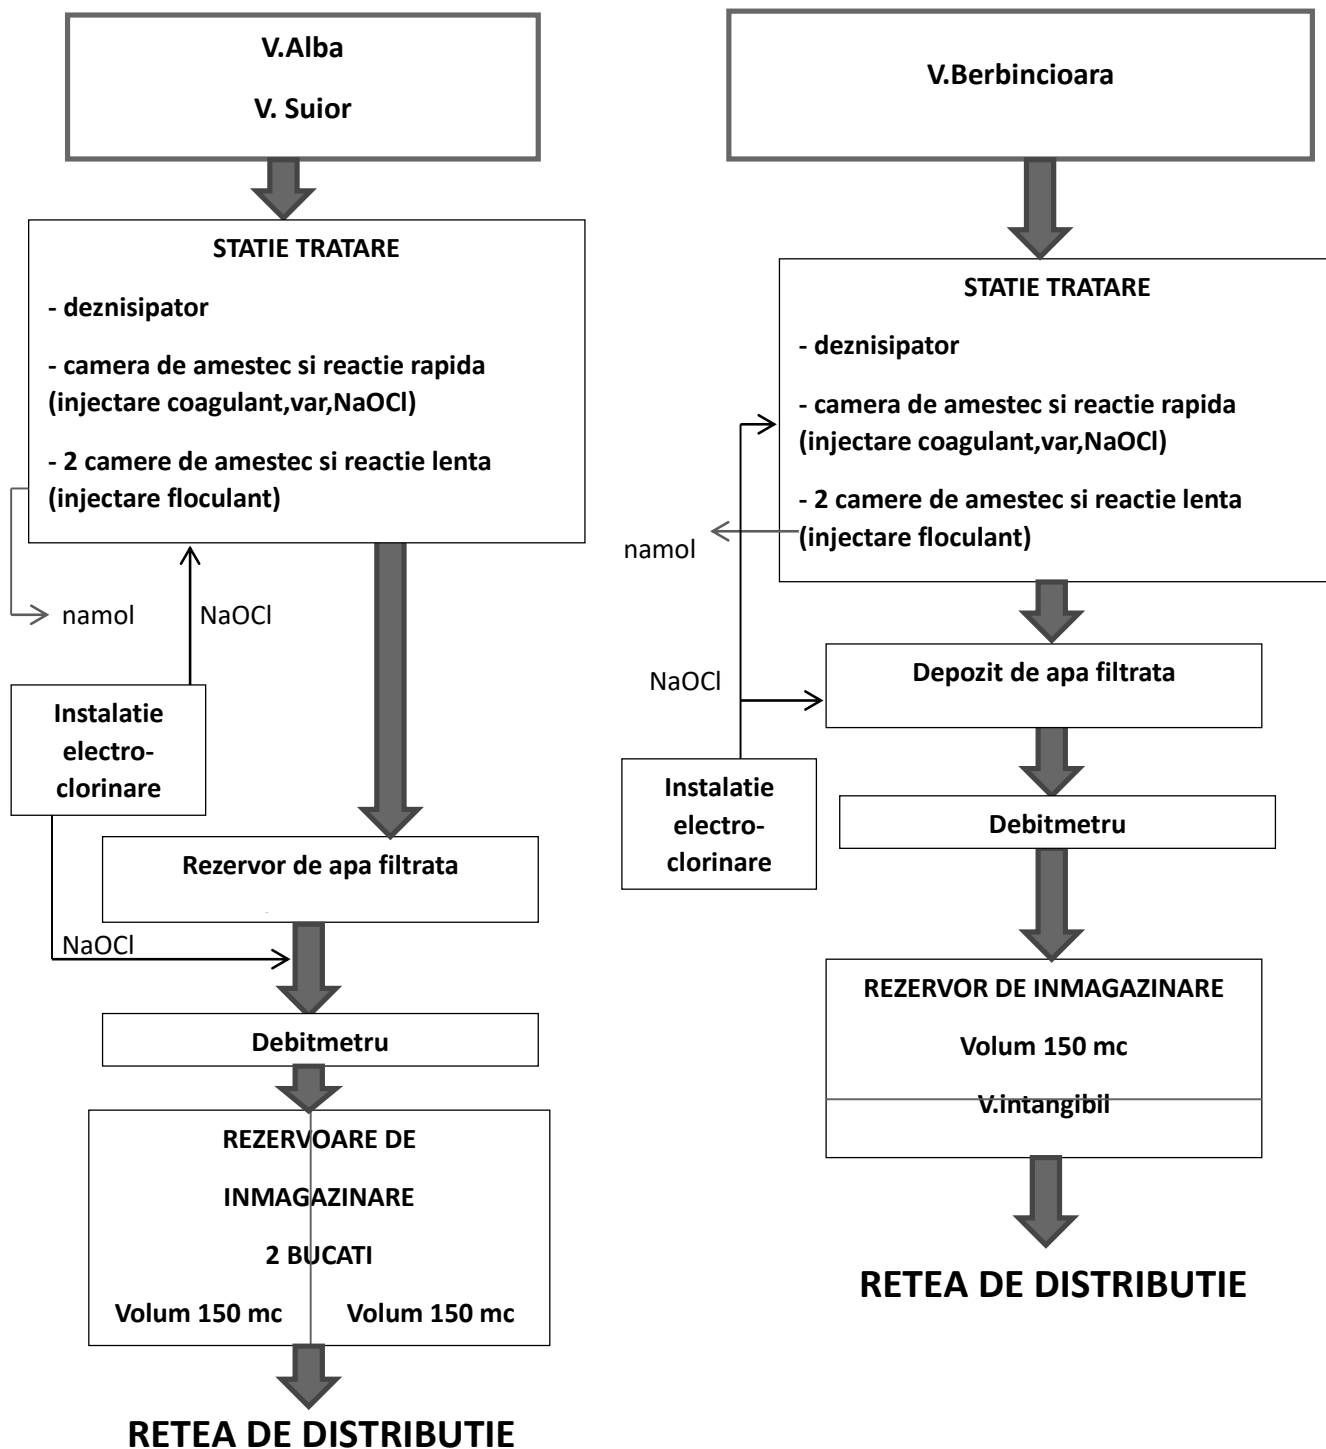 V.Alba
V. Suior
STATIE TRATARE
- deznisipator
- camera de amestec si reactie rapida
(injectare coagulant,var,NaOCl)
- 2 camere de amestec si reactie lenta
(injectare floculant)
namol
NaOCl
Instalatie
electro-
clorinare
Rezervor de apa filtrata
NaOCl
Debitmetru
REZERVOARE DE
INMAGAZINARE
2 BUCATI
Volum 150 mc
Volum 150 mc
RETEA DE DISTRIBUTIE
V.Berbincioara
STATIE TRATARE
- deznisipator
- camera de amestec si reactie rapida
(injectare coagulant,var,NaOCl)
- 2 camere de amestec si reactie lenta
(injectare floculant)
namol
NaOCl
Depozit de apa filtrata
Instalatie
electro-
clorinare
Debitmetru
REZERVOR DE INMAGAZINARE
Volum 150 mc
V.intangibil
RETEA DE DISTRIBUTIE